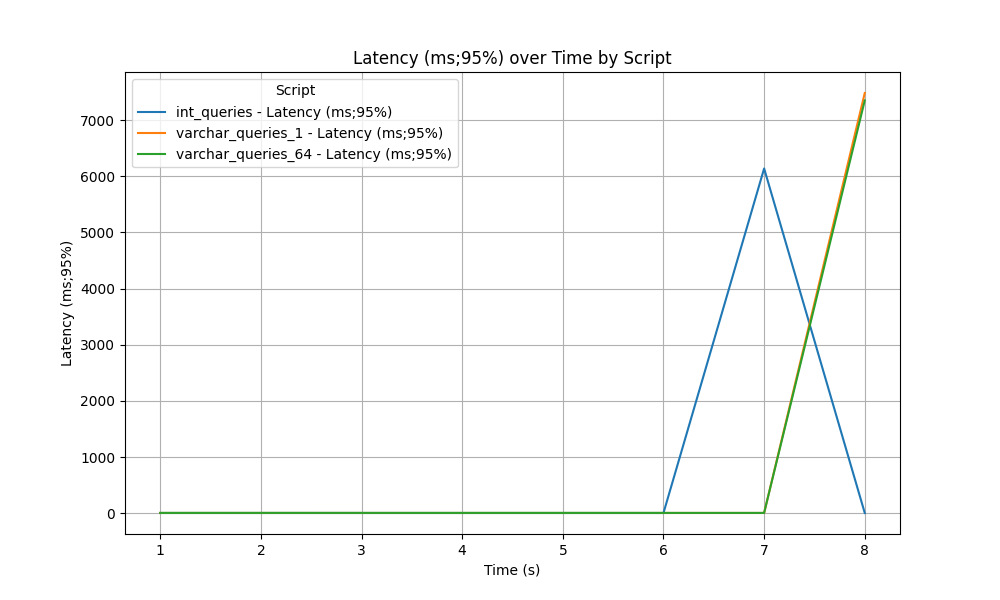 Latency (ms;95%) over Time by Script
Script
int_queries - Latency (ms;95%)
varchar_queries_1 - Latency (ms;95%)
varchar_queries_64 - Latency (ms;95%)
Latency (ms;95%)
7000
6000
5000
4000
3000
2000
1000
0
1 2 3 4 5 6 7 8
Time (s)